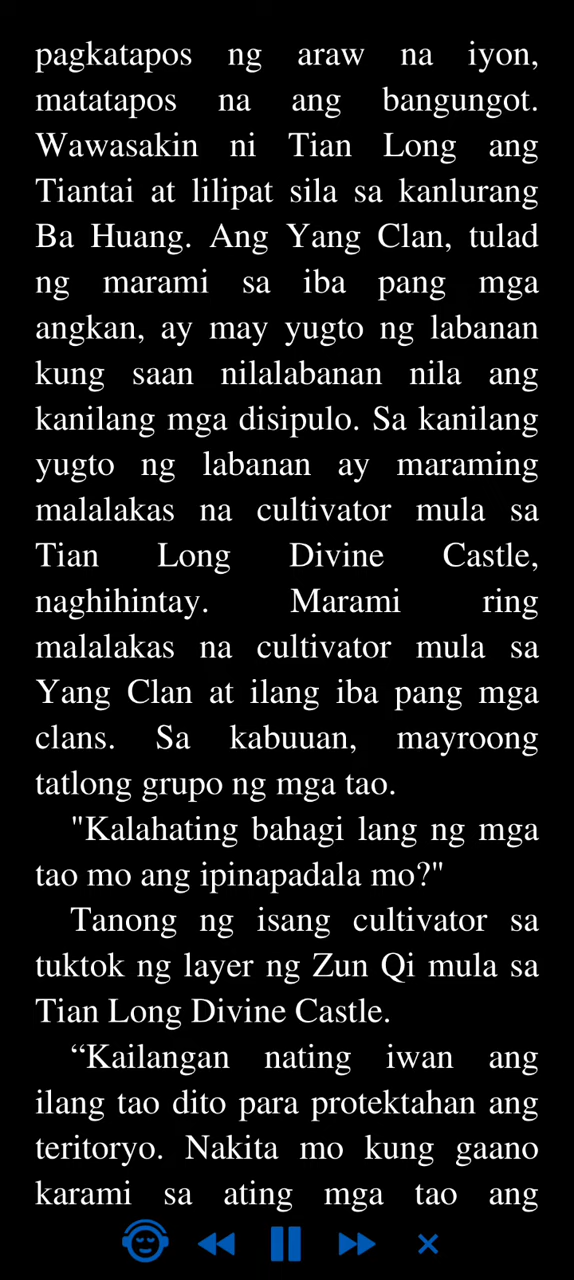 pagkatapos ng araw na iyon,
matatapos na ang bangungot.
Wawasakin ni Tian Long ang
Tiantai at lilipat sila sa kanlurang
Ba Huang. Ang Yang Clan, tulad
ng marami sa iba pang mga
angkan, ay may yugto ng labanan
kung saan nilalabanan nila ang
kanilang mga disipulo. Sa kanilang
yugto ng labanan ay maraming
malalakas na cultivator mula sa
Tian Long Divine Castle,
naghihintay. Marami ring
malalakas na cultivator mula sa
Yang Clan at ilang iba pang mga
clans. Sa kabuuan, mayroong
tatlong grupo ng mga tao.
"Kalahating bahagi lang ng mga
tao mo ang ipinapadala mo?"
Tanong ng isang cultivator sa
tuktok ng layer ng Zun Qi mula sa
Tian Long Divine Castle.
“Kailangan nating iwan ang
ilang tao dito para protektahan ang
teritoryo. Nakita mo kung gaano
karami sa ating mga tao ang